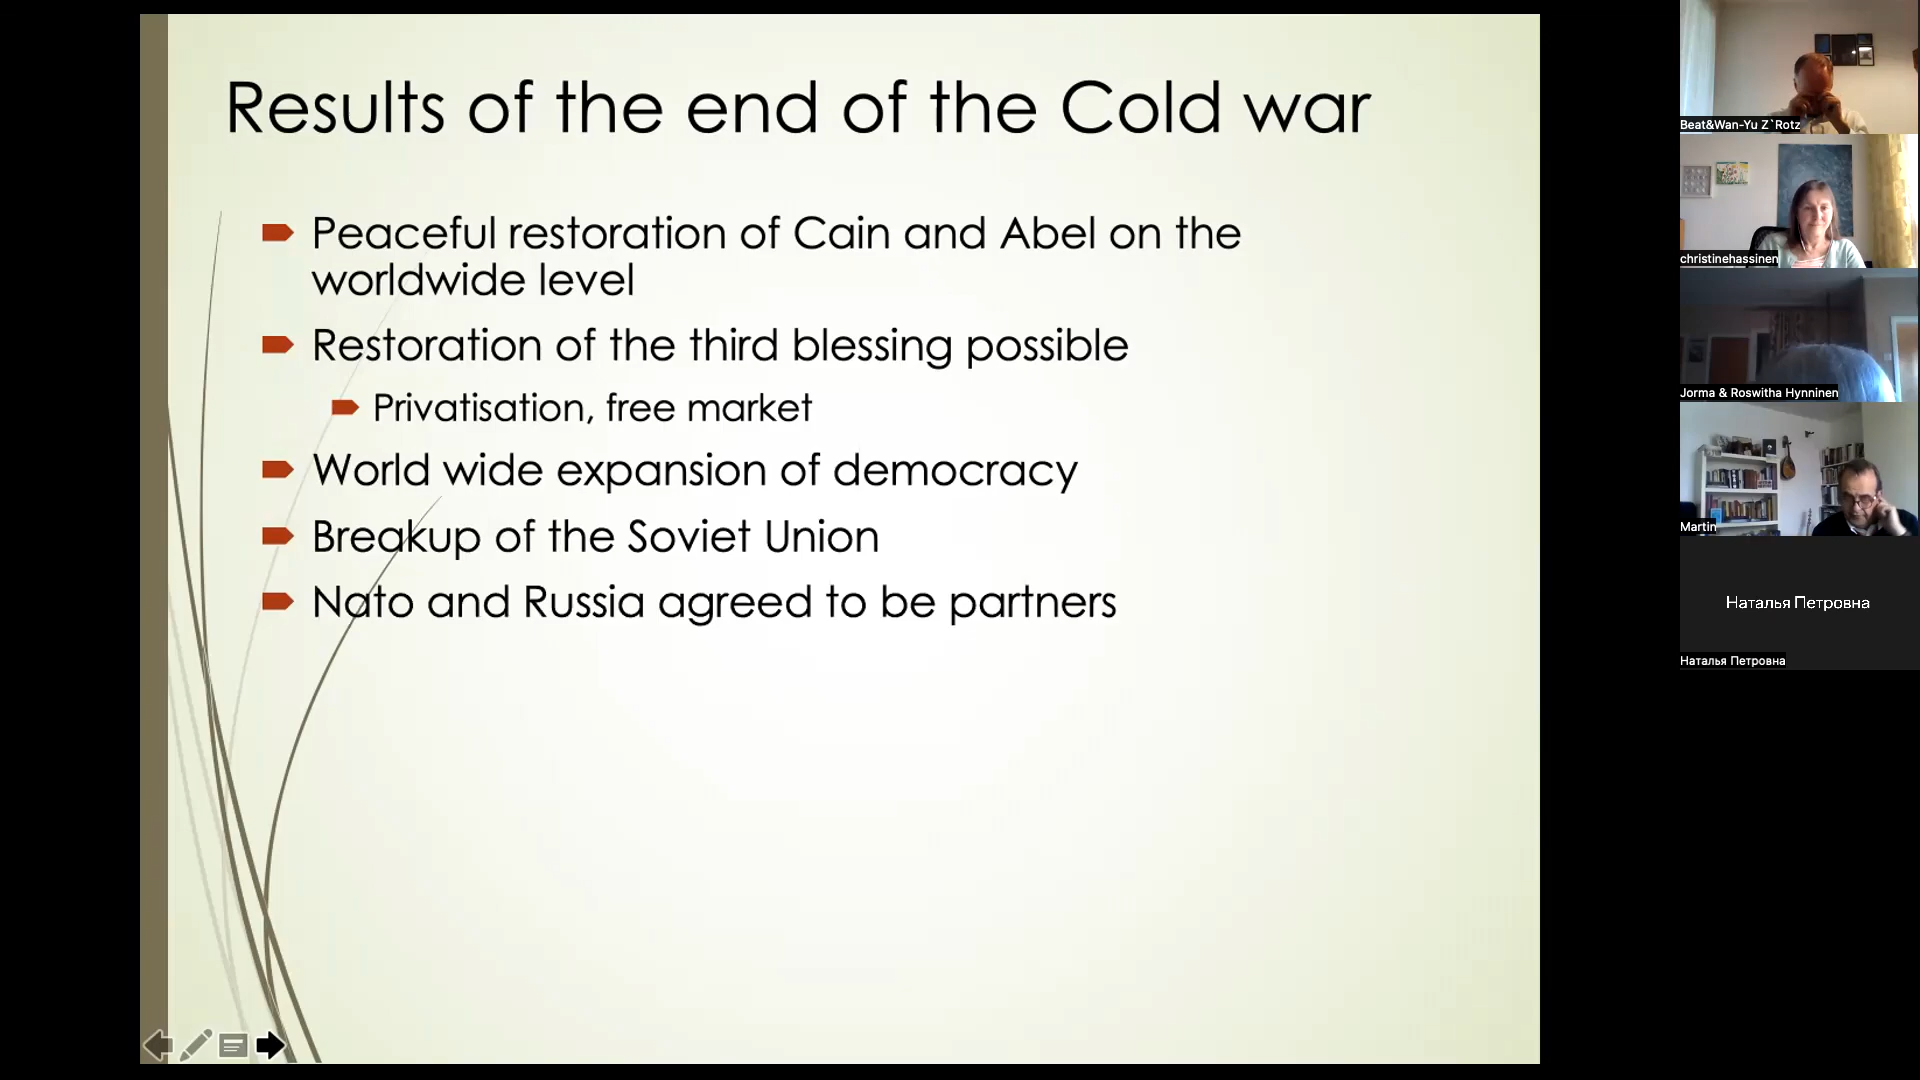 Results of the end of the Cold war
Peaceful restoration of Cain and Abel on the
worldwide level
Restoration of the third blessing possible
Privatisation, free market
World wide expansion of democracy
Breakup of the Soviet Union
Nato and Russia agreed to be partners
Beat&Wan-Yu Z`Rotz
christinehassinen
Jorma & Roswitha Hynninen
Martin
Наталья Петровна
Наталья Петровна